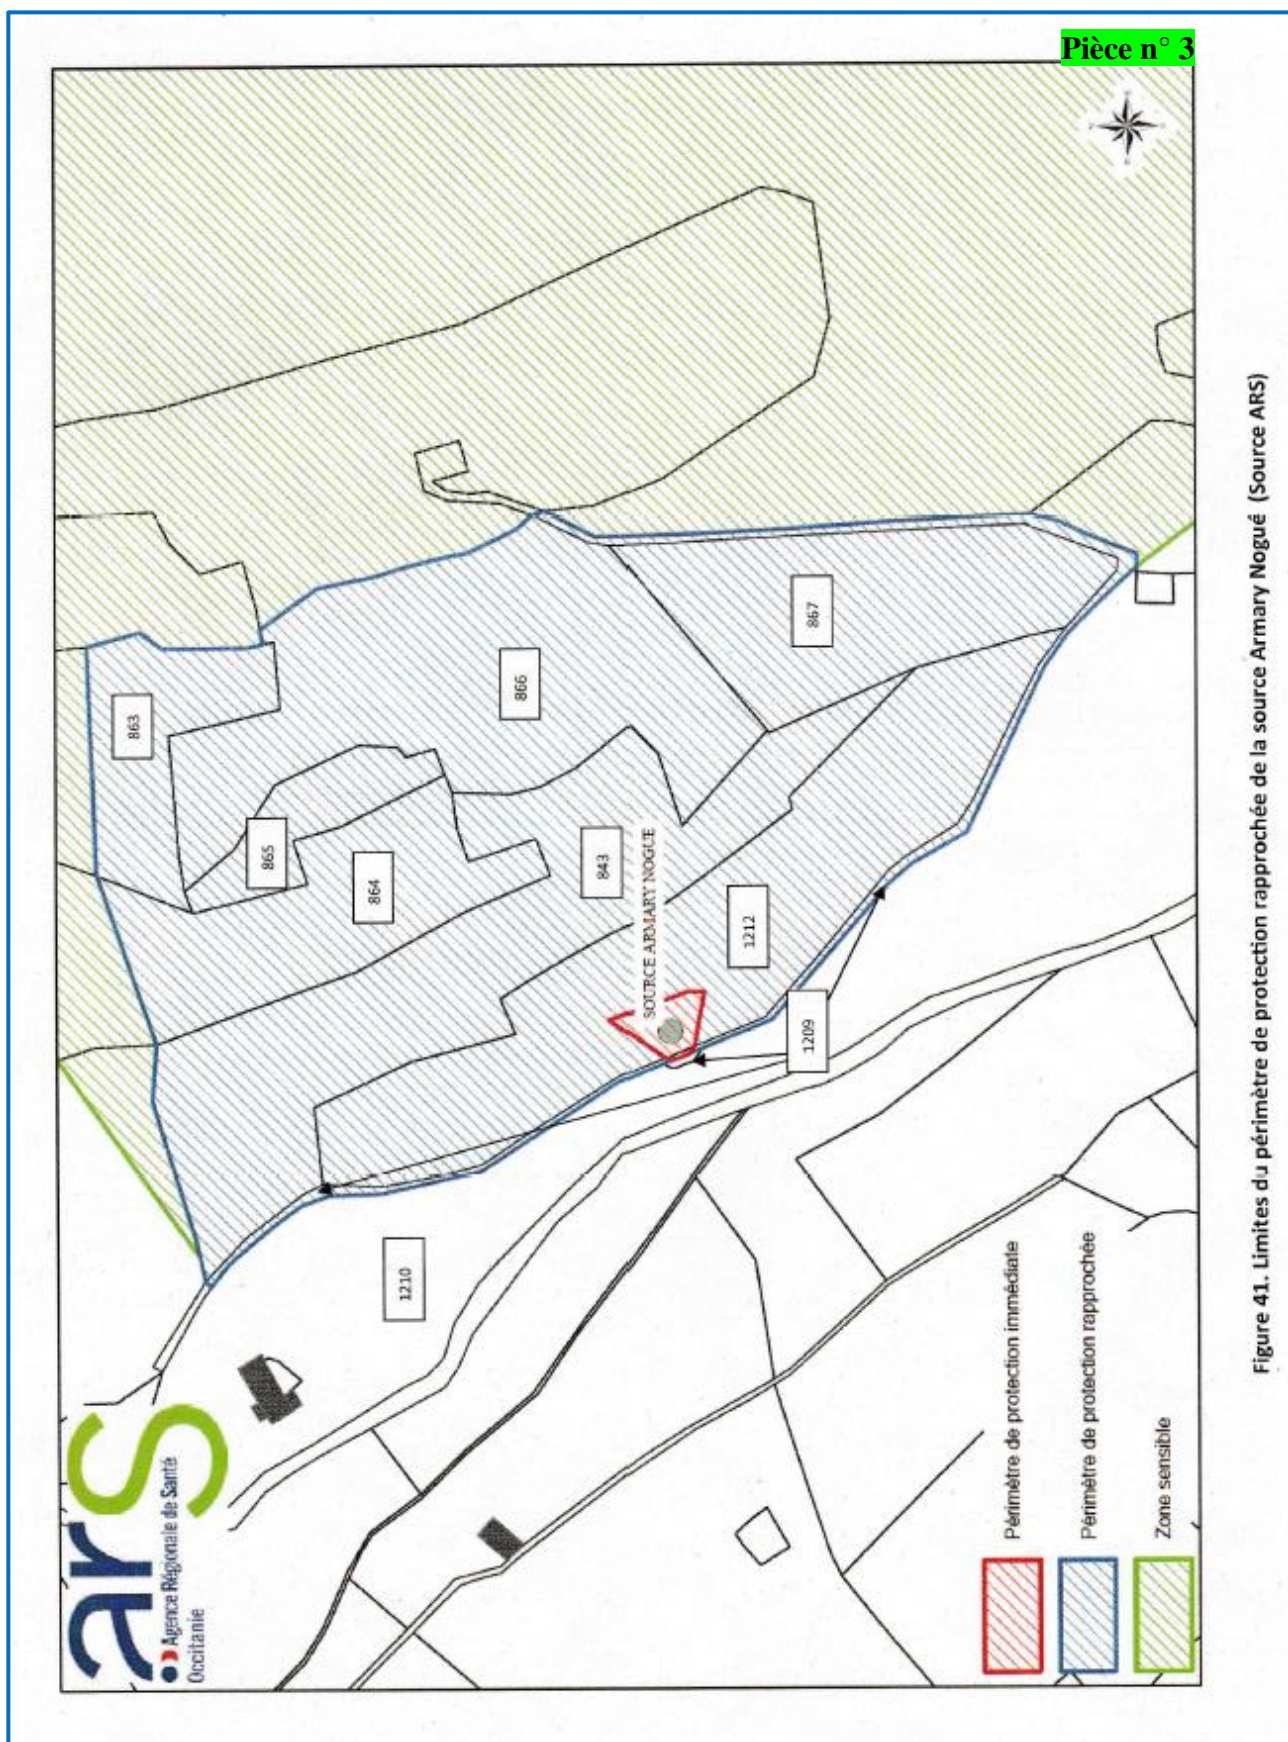 Pièce n° 3
ars
Agence Régionale de Santé
Occitanie
863
865
864
866
843
867
SOURCE ARMARY NOGUE
1212
1209
1210
Périmètre de protection immédiate
Périmètre de protection rapprochée
Zone sensible
Figure 41. Limites du périmètre de protection rapprochée de la source Armary Nogué (Source ARS)